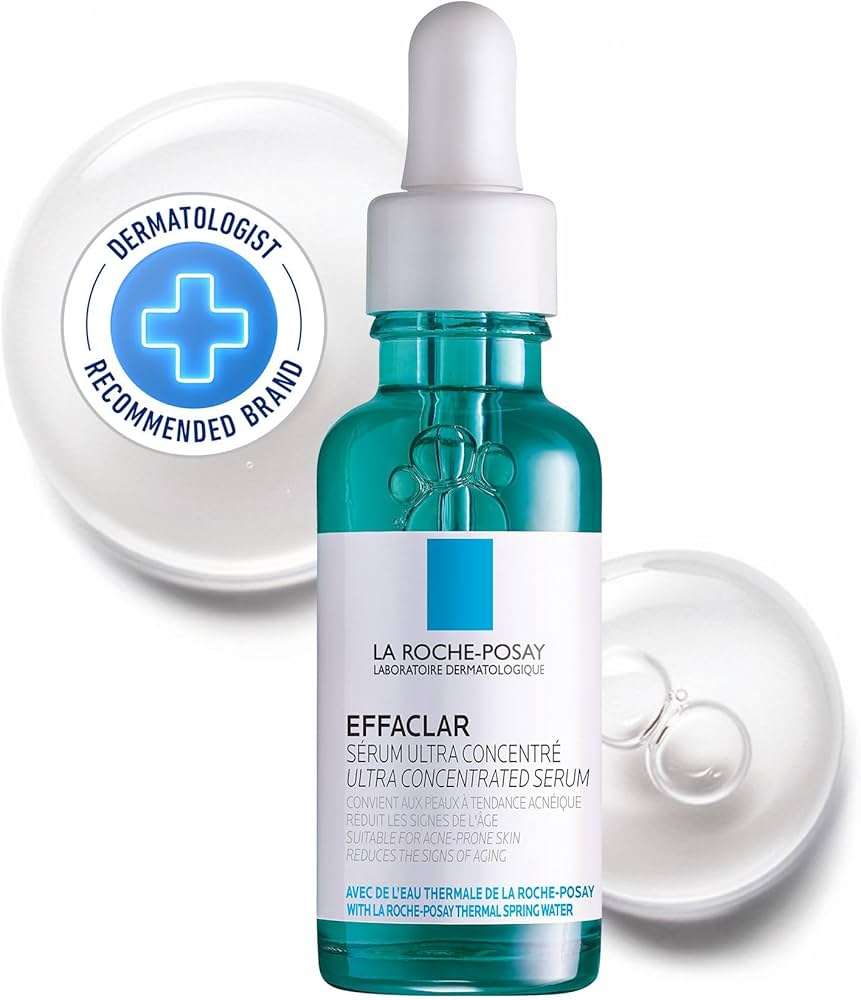 DERMATOLOGIST
RECOMMENDED BRAND
LA ROCHE-POSAY
LABORATOIRE DERMATOLOGIQUE
EFFACLAR
SÉRUM ULTRA CONCENTRÉ
ULTRA CONCENTRATED SERUM
CONVIENT AUX PEAUX À TENDANCE ACNÉIQUE
RÉDUIT LES SIGNES DE L'ÂGE
SUITABLE FOR ACNE-PRONE SKIN
REDUCES THE SIGNS OF AGING
AVEC DE L'EAU THERMALE DE LA ROCHE-POSAY
WITH LA ROCHE-POSAY THERMAL SPRING WATER